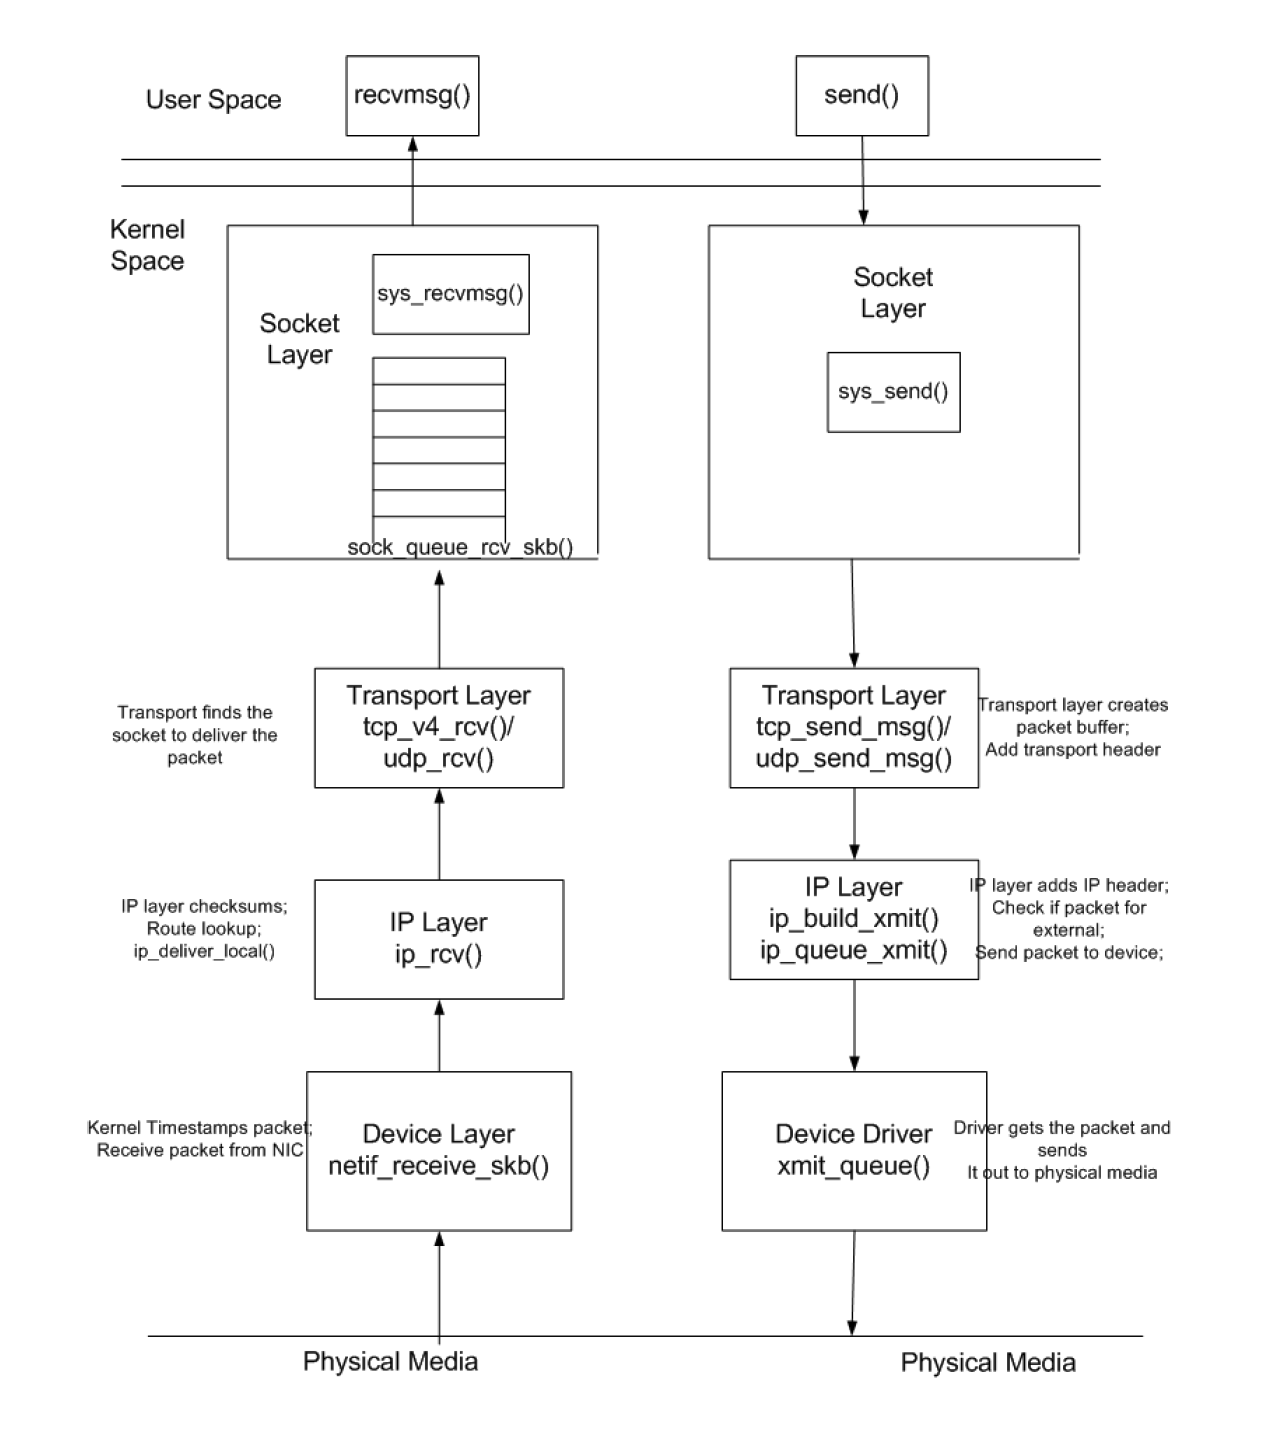 User Space
recvmsg()
send()
Kernel
Space
sys_recvmsg()
Socket
Layer
sock_queue_rcv_skb()
Socket
Layer
sys_send()
Transport finds the
socket to deliver the
packet
Transport Layer
tcp_v4_rcv()/
udp_rcv()
Transport Layer
tcp_send_msg()/
udp_send_msg()
Transport layer creates
packet buffer;
Add transport header
IP layer checksums;
Route lookup;
ip_deliver_local()
IP Layer
ip_rcv()
IP Layer
ip_build_xmit()
ip_queue_xmit()
IP layer adds IP header;
Check if packet for
external;
Send packet to device;
Kernel Timestamps packet;
Receive packet from NIC
Device Layer
netif_receive_skb()
Device Driver
xmit_queue()
Driver gets the packet and
sends
It out to physical media
Physical Media
Physical Media